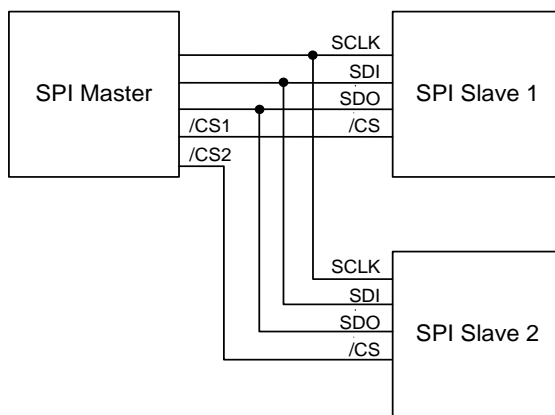 SPI Master
/CS1
/CS2
SCLK
SDI
SDO
/CS
SPI Slave 1
SCLK
SDI
SDO
/CS
SPI Slave 2